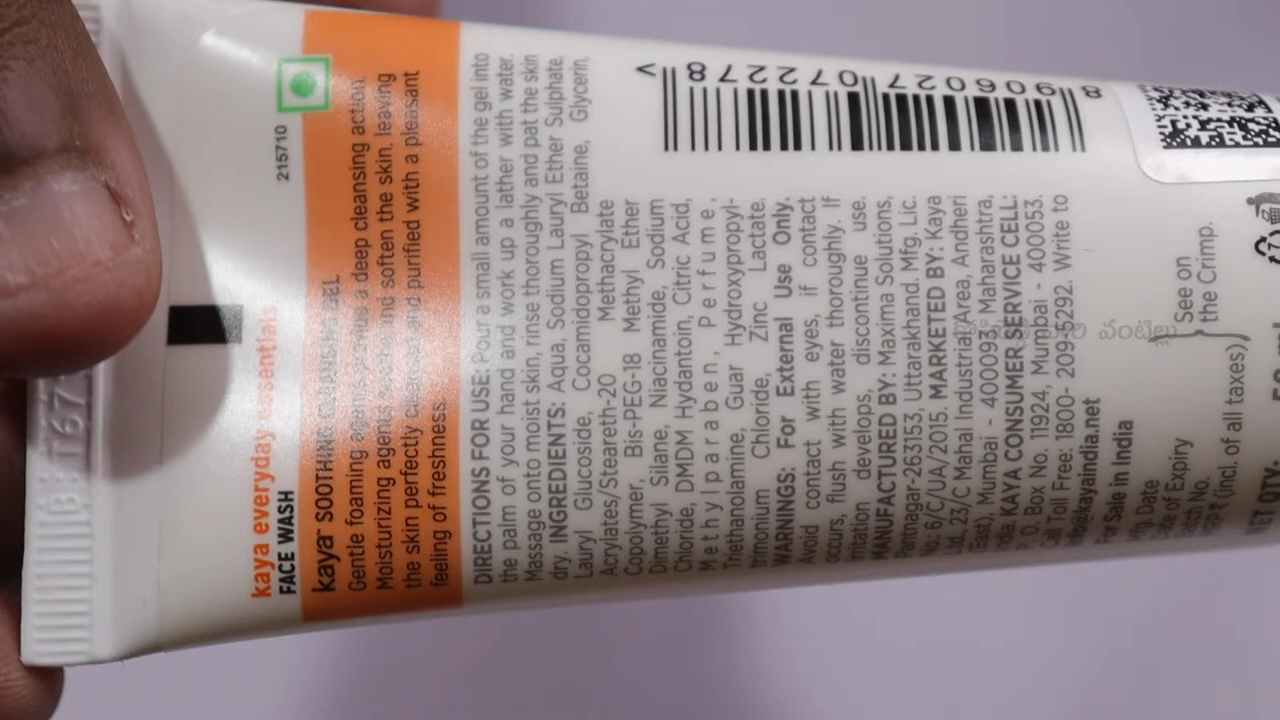 215710
kaya everyday essentials
FACE WASH
kaya™ SOOTHING CLEANSING GEL
Gentle foaming agents provide a deep cleansing action.
Moisturizing agents and soften the skin, leaving
the skin perfectly cleansed and purified with a pleasant
feeling of freshness.
DIRECTIONS FOR USE: Pour a small amount of the gel into
the palm of your hand and work up a lather with water.
Massage onto moist skin, rinse thoroughly and pat the skin
dry. INGREDIENTS: Aqua, Sodium Lauryl Ether Sulphate,
Lauryl Glucoside, Cocamidopropyl Betaine, Glycerin,
Acrylates/Steareth-20 Methacrylate
Copolymer, Bis-PEG-18 Methyl Ether
Dimethyl Silane, Niacinamide, Sodium
Chloride, DMDM Hydantoin, Citric Acid,
Methylparaben, Perfume,
Triethanolamine, Guar Hydroxypropyl-
trimonium Chloride, Zinc Lactate.
WARNINGS: For External Use Only.
Avoid contact with eyes, if contact
occurs, flush with water thoroughly. If
irritation develops, discontinue use.
MANUFACTURED BY: Maxima Solutions,
Pantnagar-263153, Uttarakhand. Mfg. Lic.
No: 6/C/UA/2015. MARKETED BY: Kaya
Ltd, 23/C Mahal Industrial Area, Andheri
(East) Mumbai - 400093, Maharashtra,
India. KAYA CONSUMER SERVICE CELL:
P. O. Box No. 11924, Mumbai - 400053.
Call Toll Free: 1800- 209-5292. Write to
info@kayaindia.net
For Sale in India
Mfg. Date
Date of Expiry
Batch No.
(incl. of all taxes)
See on
the Crimp.
NET QTY.
8 906027 072278
B: T67
వంటిల్లు